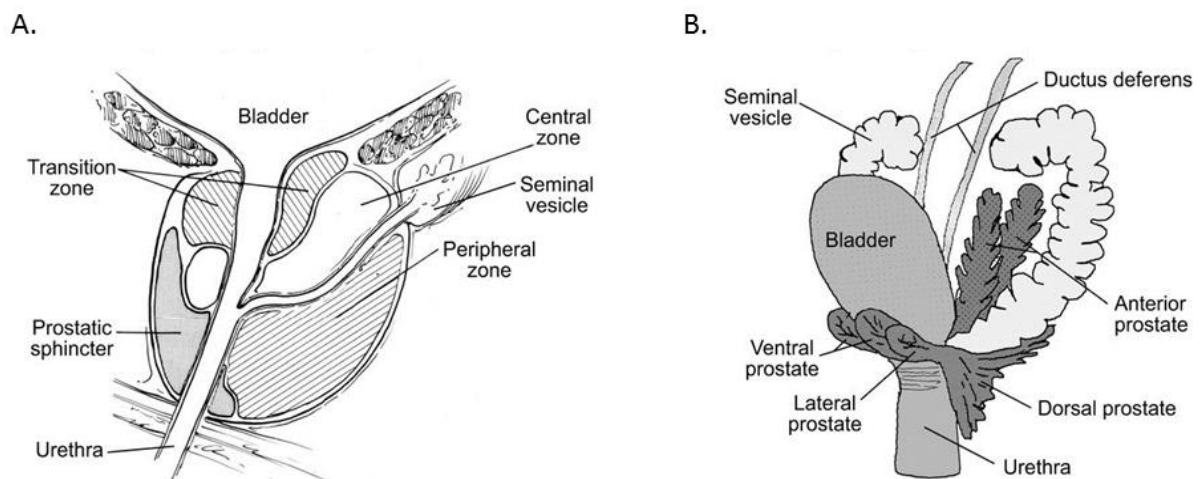 A.
Bladder
Transition
zone
Central
zone
Seminal
vesicle
Peripheral
zone
Prostatic
sphincter
Urethra
B.
Seminal
vesicle
Ductus deferens
Bladder
Anterior
prostate
Ventral
prostate
Lateral
prostate
Dorsal prostate
Urethra